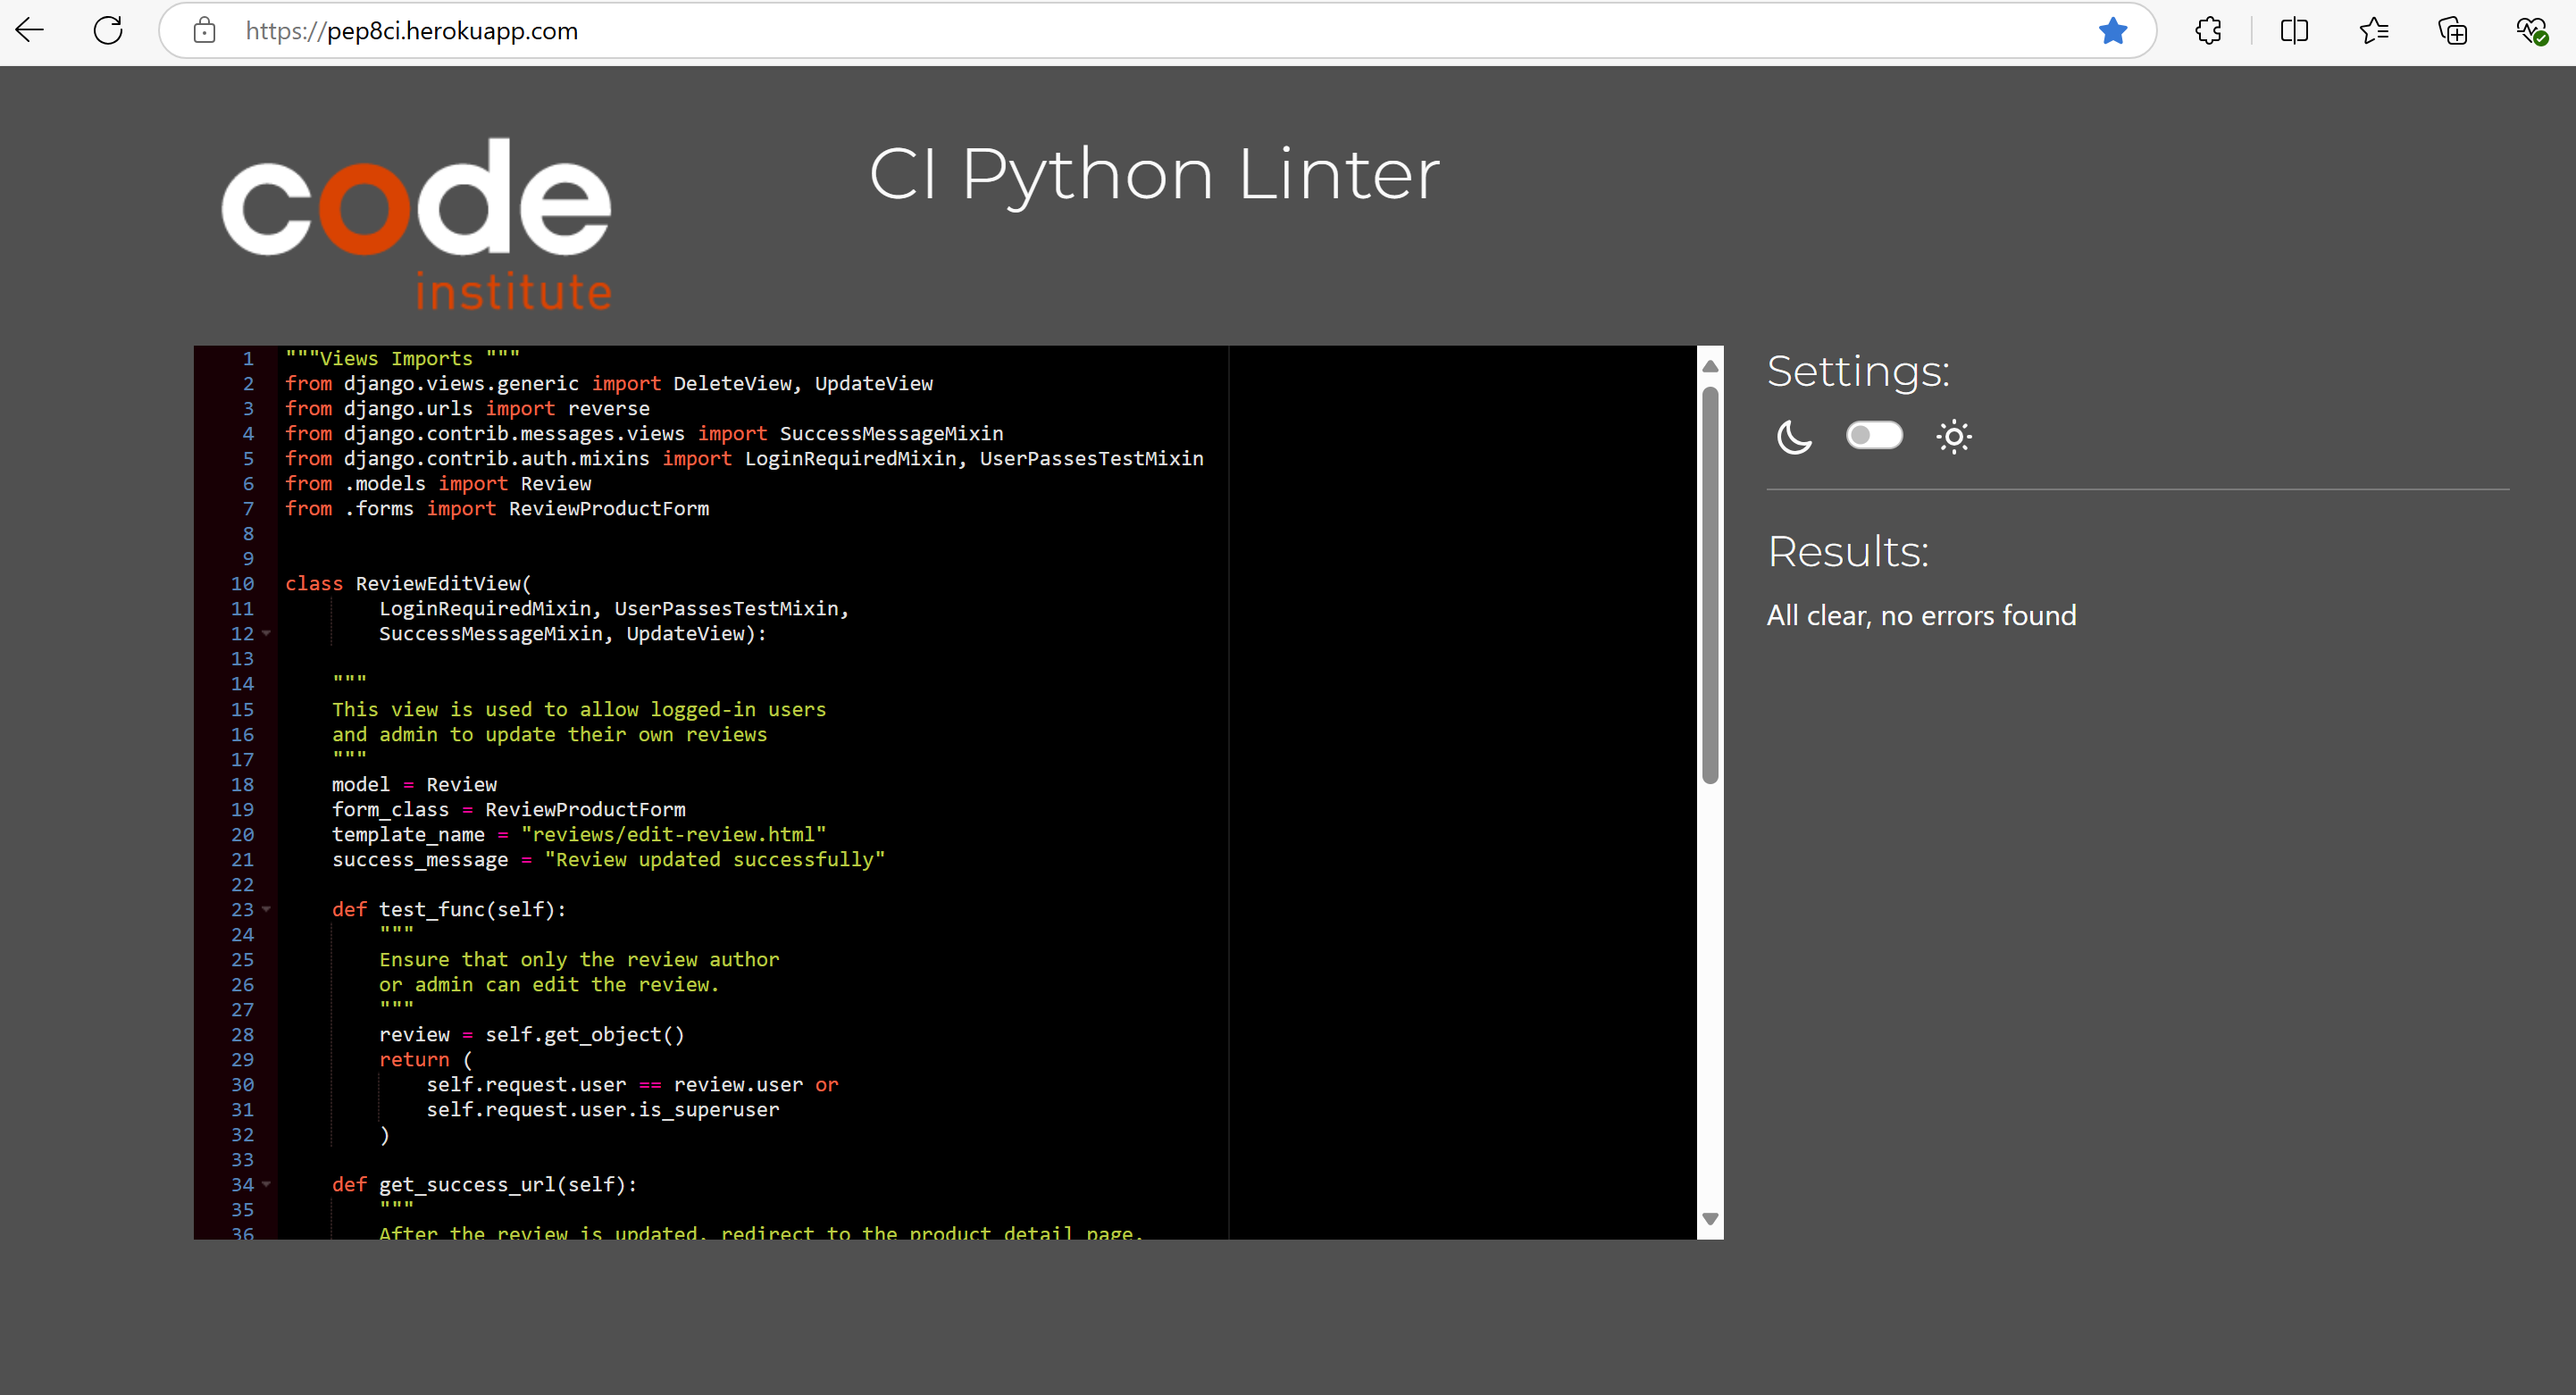 https://pep8ci.herokuapp.com
code
institute
CI Python Linter
1 """Views Imports """
2 from django.views.generic import DeleteView, UpdateView
3 from django.urls import reverse
4 from django.contrib.messages.views import SuccessMessageMixin
5 from django.contrib.auth.mixins import LoginRequiredMixin, UserPassesTestMixin
6 from .models import Review
7 from .forms import ReviewProductForm
8
9
10 class ReviewEditView(
11         LoginRequiredMixin, UserPassesTestMixin,
12         SuccessMessageMixin, UpdateView):
13
14     """
15     This view is used to allow logged-in users
16     and admin to update their own reviews
17     """
18     model = Review
19     form_class = ReviewProductForm
20     template_name = "reviews/edit-review.html"
21     success_message = "Review updated successfully"
22
23     def test_func(self):
24         """
25         Ensure that only the review author
26         or admin can edit the review.
27         """
28         review = self.get_object()
29         return (
30             self.request.user == review.user or
31             self.request.user.is_superuser
32         )
33
34     def get_success_url(self):
35         """
36         After the review is updated, redirect to the product detail page.
Settings:
Results:
All clear, no errors found